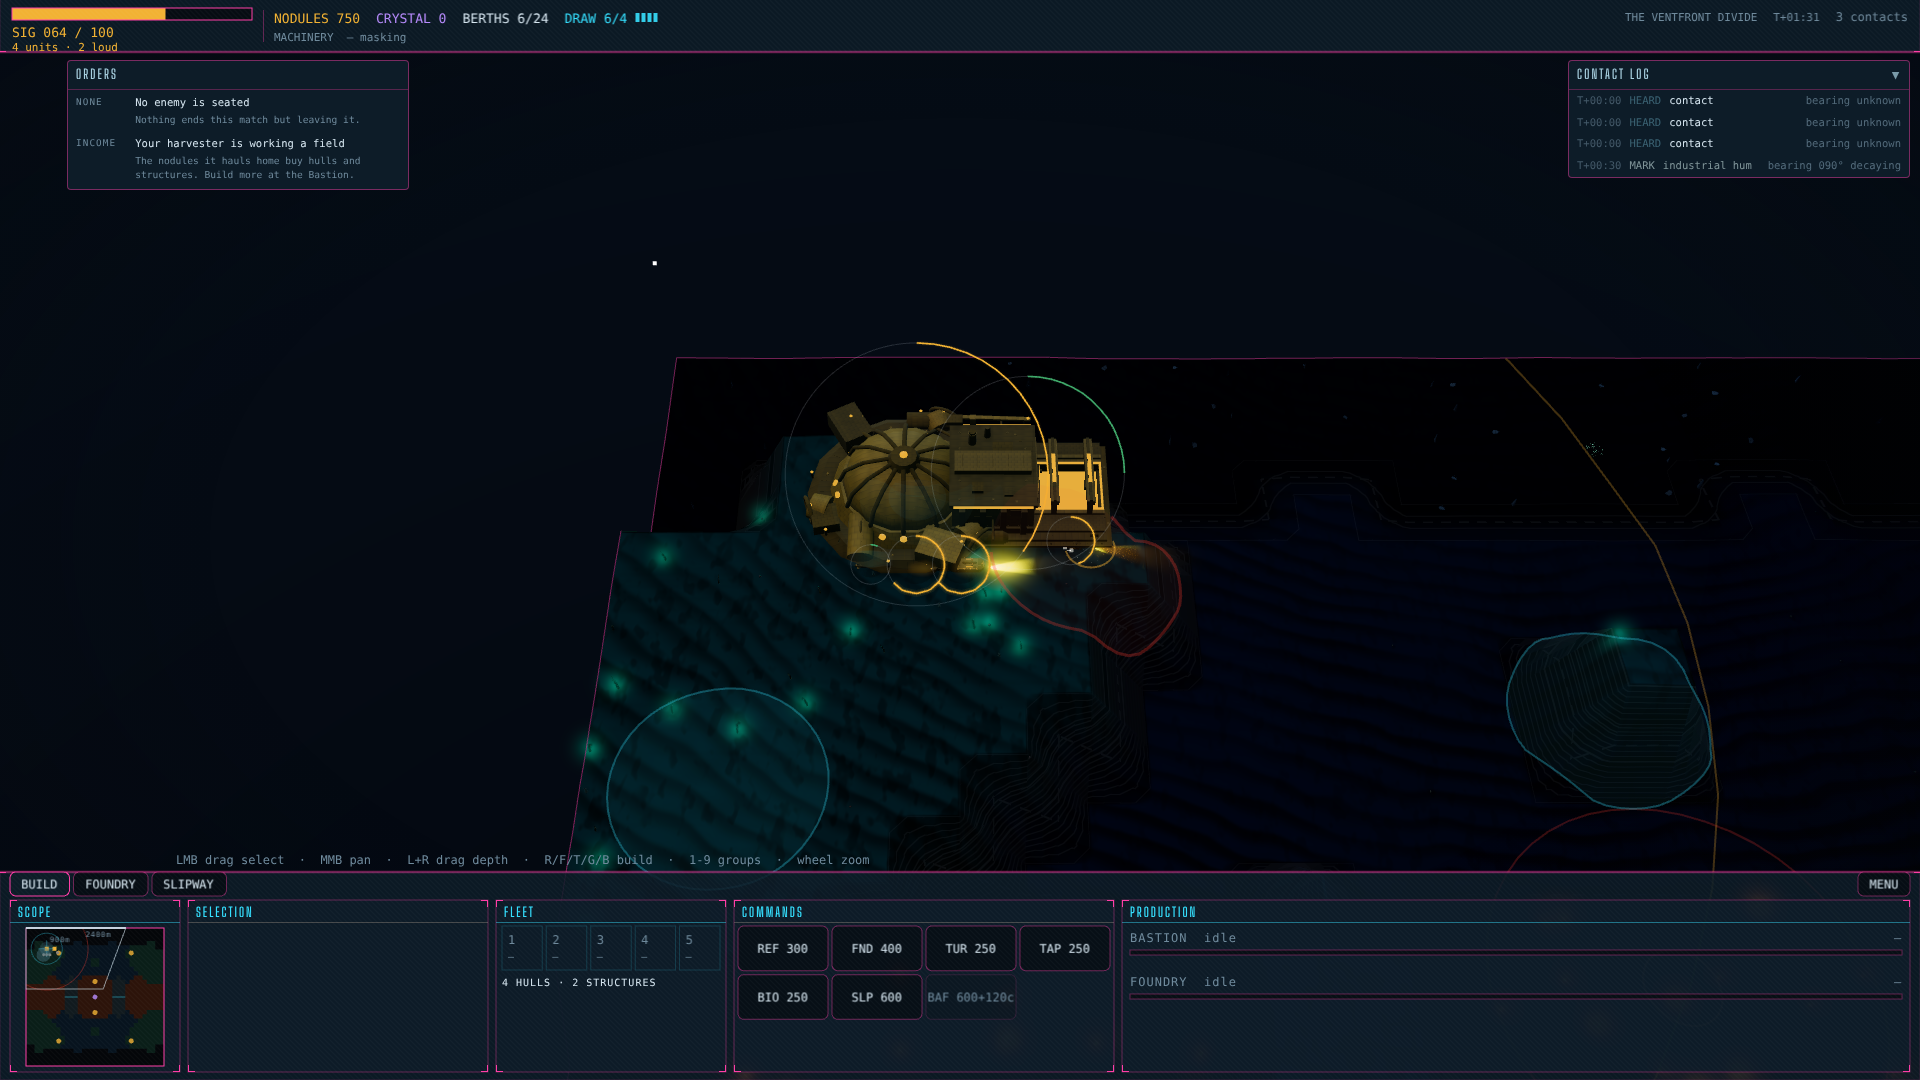 SIG 064 / 100
4 units · 2 loud
NODULES 750 CRYSTAL 0 BERTHS 6/24 DRAW 6/4
MACHINERY — masking
THE VENTFRONT DIVIDE T+01:31 3 contacts
ORDERS
NONE No enemy is seated
Nothing ends this match but leaving it.
INCOME Your harvester is working a field
The nodules it hauls home buy hulls and
structures. Build more at the Bastion.
CONTACT LOG ▼
T+00:00 HEARD contact bearing unknown
T+00:00 HEARD contact bearing unknown
T+00:00 HEARD contact bearing unknown
T+00:30 MARK industrial hum bearing 090° decaying
LMB drag select · MMB pan · L+R drag depth · R/F/T/G/B build · 1-9 groups · wheel zoom
BUILD FOUNDRY SLIPWAY MENU
SCOPE
900m 2400m
SELECTION
FLEET
1 2 3 4 5
– – – – –
4 HULLS · 2 STRUCTURES
COMMANDS
REF 300 FND 400 TUR 250 TAP 250
BIO 250 SLP 600 BAF 600+120c
PRODUCTION
BASTION idle –
FOUNDRY idle –